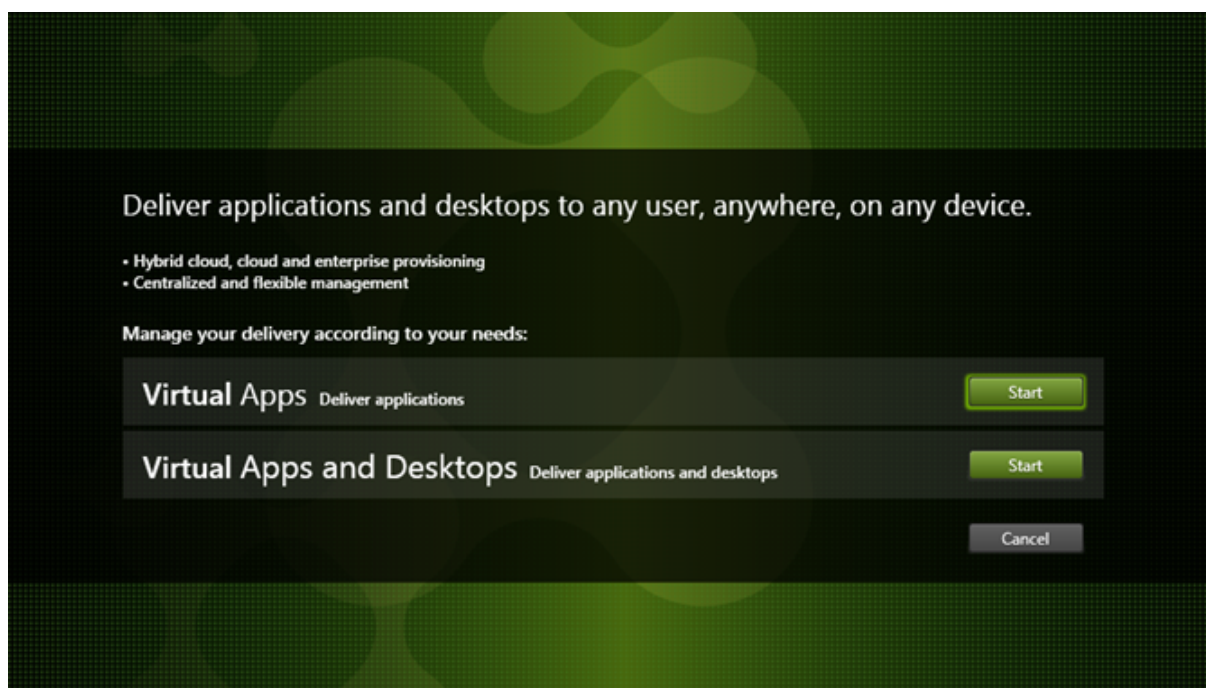 Deliver applications and desktops to any user, anywhere, on any device.
• Hybrid cloud, cloud and enterprise provisioning
• Centralized and flexible management
Manage your delivery according to your needs:
Virtual Apps Deliver applications Start
Virtual Apps and Desktops Deliver applications and desktops Start
Cancel